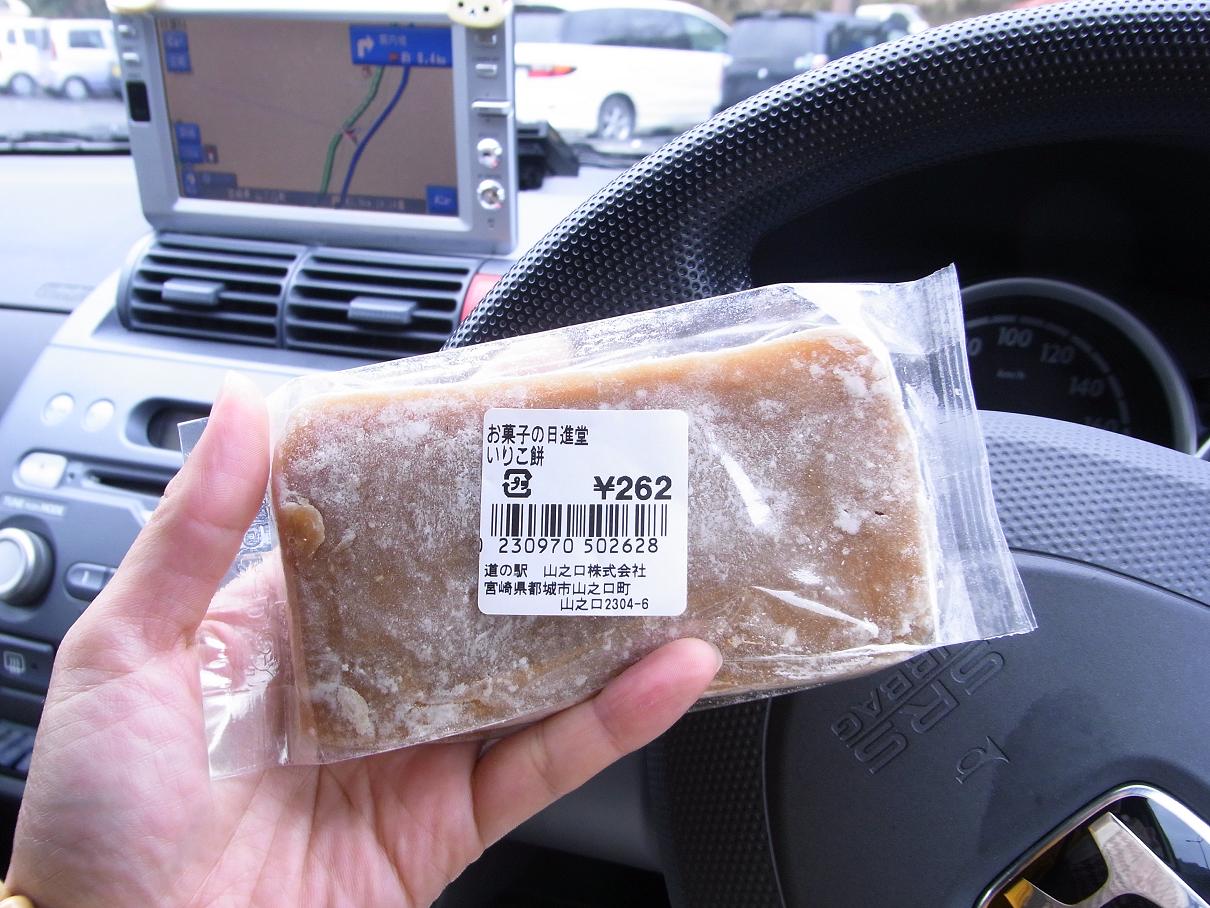 お菓子の日進堂
いりこ餅
¥262
230970 502628
道の駅　山之口株式会社
宮崎県都城市山之口町
山之口2304-6
100
120
140
km/h
SRS
AIRBAG